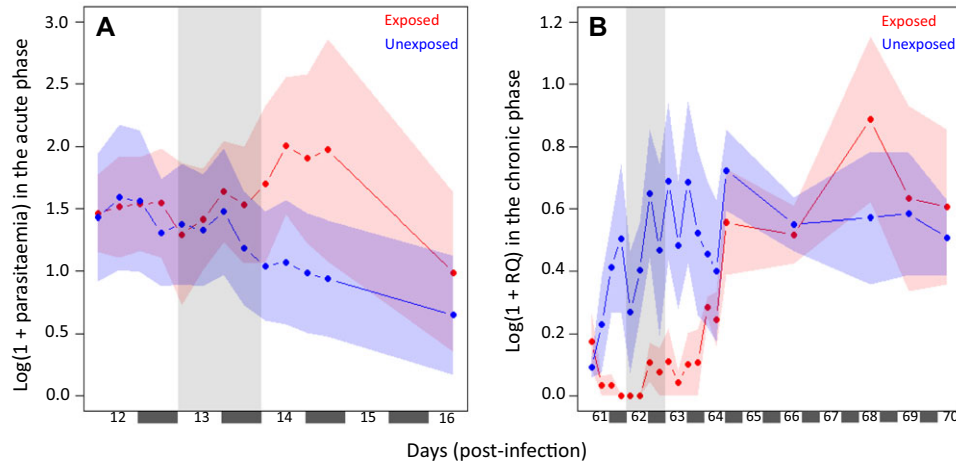 A
Exposed
Unexposed
Log(1 + parasitaemia) in the acute phase
3.0
2.5
2.0
1.5
1.0
0.5
0.0
12 13 14 15 16
B
Exposed
Unexposed
Log(1 + RQ) in the chronic phase
1.2
1.0
0.8
0.6
0.4
0.2
0.0
61 62 63 64 65 66 67 68 69 70
Days (post-infection)